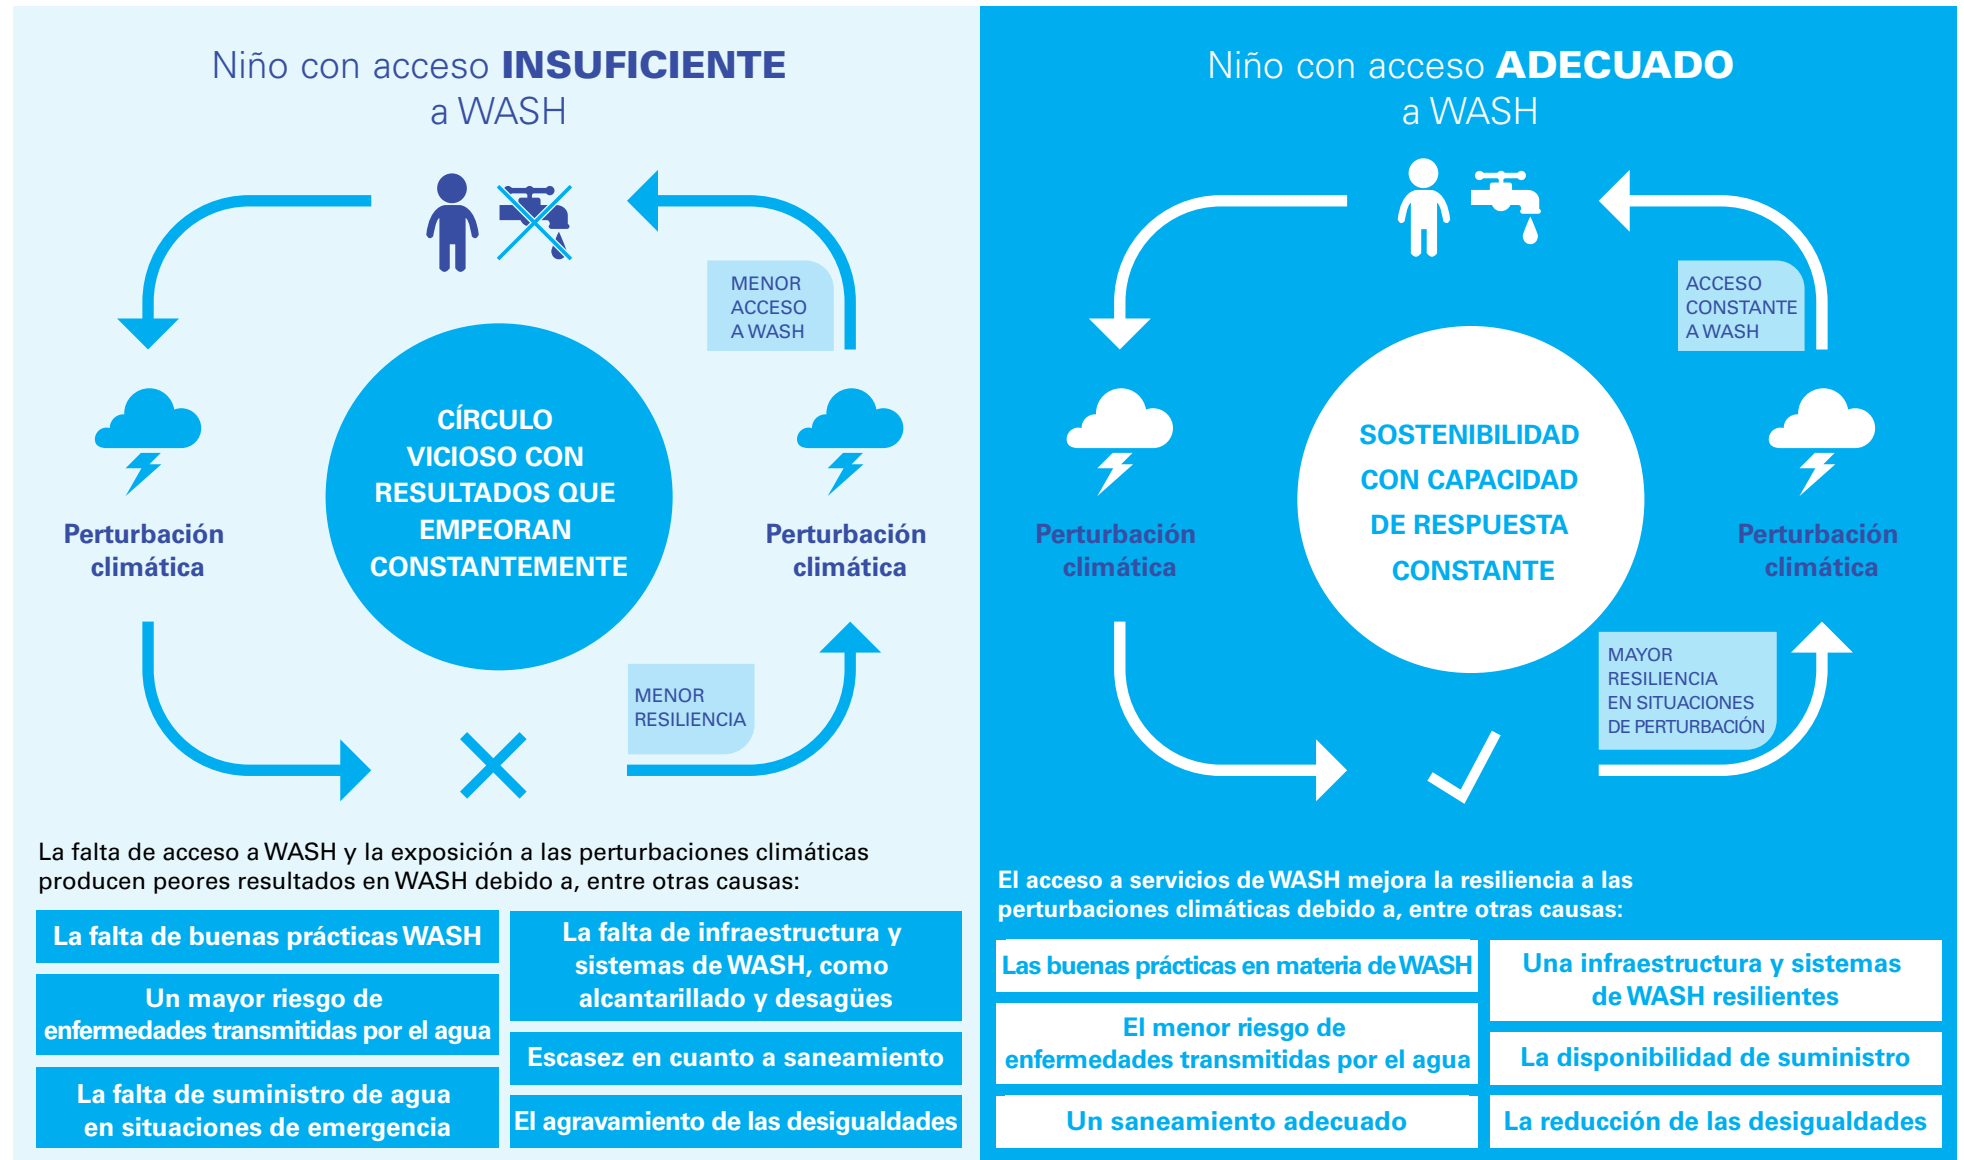 Niño con acceso INSUFICIENTE
a WASH
MENOR
ACCESO
A WASH
CÍRCULO
VICIOSO CON
RESULTADOS QUE
EMPEORAN
CONSTANTEMENTE
Perturbación
climática
Perturbación
climática
MENOR
RESILIENCIA
La falta de acceso a WASH y la exposición a las perturbaciones climáticas
producen peores resultados en WASH debido a, entre otras causas:
La falta de buenas prácticas WASH
Un mayor riesgo de
enfermedades transmitidas por el agua
La falta de suministro de agua
en situaciones de emergencia
La falta de infraestructura y
sistemas de WASH, como
alcantarillado y desagües
Escasez en cuanto a saneamiento
El agravamiento de las desigualdades
Niño con acceso ADECUADO
a WASH
ACCESO
CONSTANTE
A WASH
SOSTENIBILIDAD
CON CAPACIDAD
DE RESPUESTA
CONSTANTE
Perturbación
climática
Perturbación
climática
MAYOR
RESILIENCIA
EN SITUACIONES
DE PERTURBACIÓN
El acceso a servicios de WASH mejora la resiliencia a las
perturbaciones climáticas debido a, entre otras causas:
Las buenas prácticas en materia de WASH
El menor riesgo de
enfermedades transmitidas por el agua
Un saneamiento adecuado
Una infraestructura y sistemas
de WASH resilientes
La disponibilidad de suministro
La reducción de las desigualdades